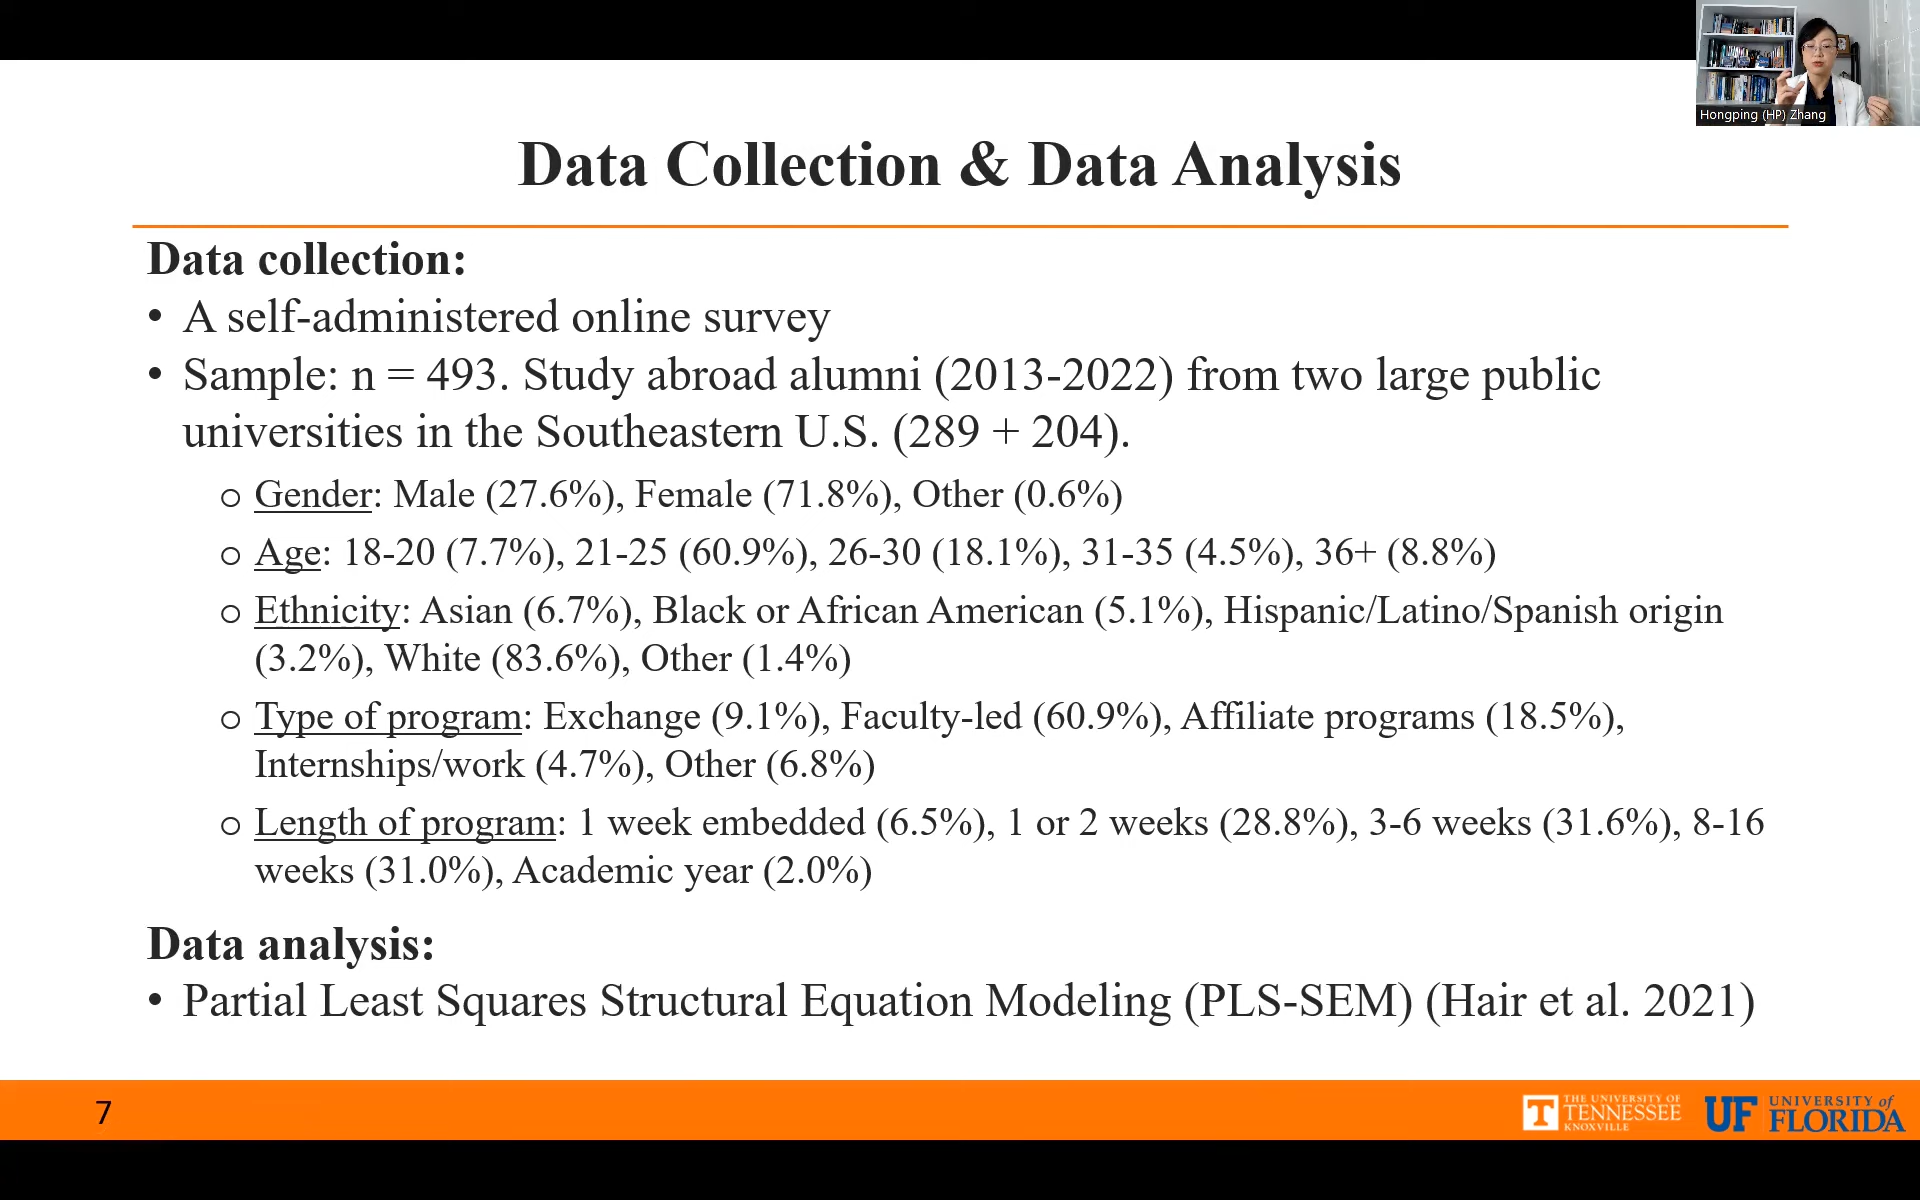 Hongping (HP) Zhang
Data Collection & Data Analysis
Data collection:
• A self-administered online survey
• Sample: n = 493. Study abroad alumni (2013-2022) from two large public
universities in the Southeastern U.S. (289 + 204).
o Gender: Male (27.6%), Female (71.8%), Other (0.6%)
o Age: 18-20 (7.7%), 21-25 (60.9%), 26-30 (18.1%), 31-35 (4.5%), 36+ (8.8%)
o Ethnicity: Asian (6.7%), Black or African American (5.1%), Hispanic/Latino/Spanish origin
(3.2%), White (83.6%), Other (1.4%)
o Type of program: Exchange (9.1%), Faculty-led (60.9%), Affiliate programs (18.5%),
Internships/work (4.7%), Other (6.8%)
o Length of program: 1 week embedded (6.5%), 1 or 2 weeks (28.8%), 3-6 weeks (31.6%), 8-16
weeks (31.0%), Academic year (2.0%)
Data analysis:
• Partial Least Squares Structural Equation Modeling (PLS-SEM) (Hair et al. 2021)
7
T
THE UNIVERSITY OF
TENNESSEE
KNOXVILLE
UF
UNIVERSITY of
FLORIDA